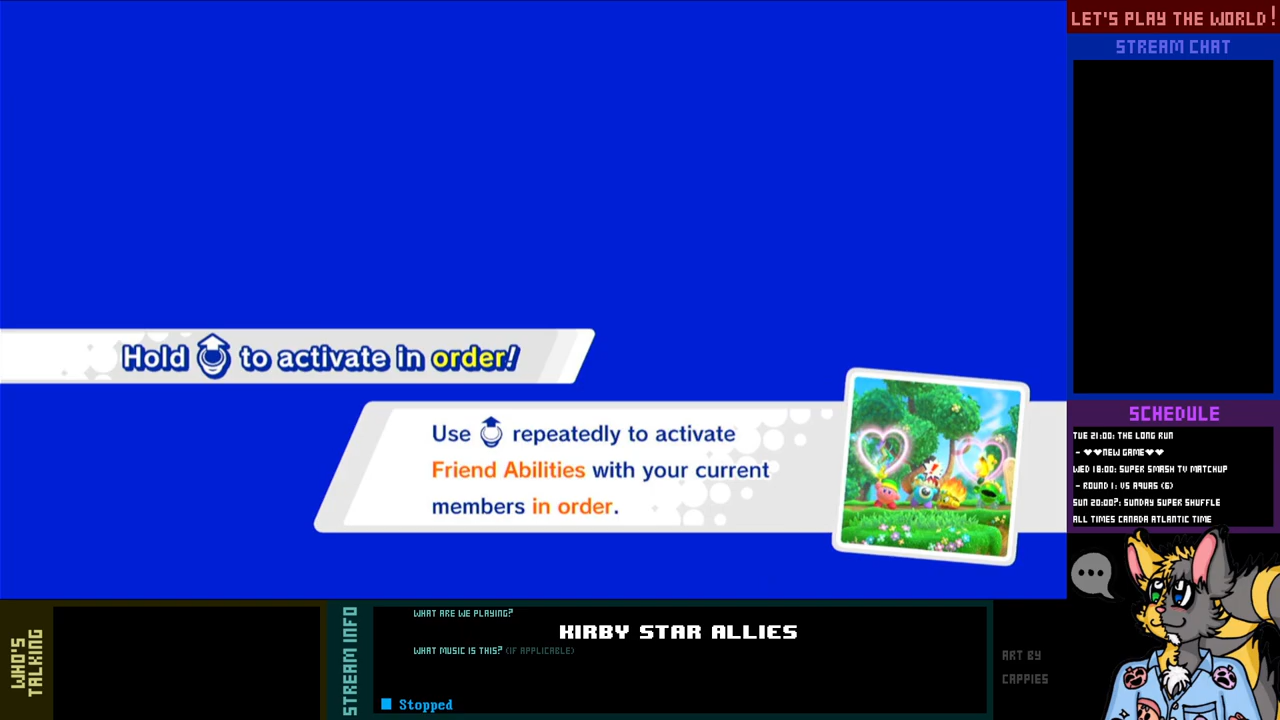 LET'S PLAY THE WORLD!
STREAM CHAT
Hold to activate in order!
Use repeatedly to activate
Friend Abilities with your current
members in order.
SCHEDULE
TUE 21:00: THE LONG RUN
- ♥♥NEW GAME♥♥
WED 18:00: SUPER SMASH TV MATCHUP
- ROUND 1: VS AQUAS (6)
SUN 20:00?: SUNDAY SUPER SHUFFLE
ALL TIMES CANADA ATLANTIC TIME
WHO'S
TALKING
STREAM INFO
WHAT ARE WE PLAYING?
KIRBY STAR ALLIES
WHAT MUSIC IS THIS? (IF APPLICABLE)
Stopped
ART BY
CAPPIES